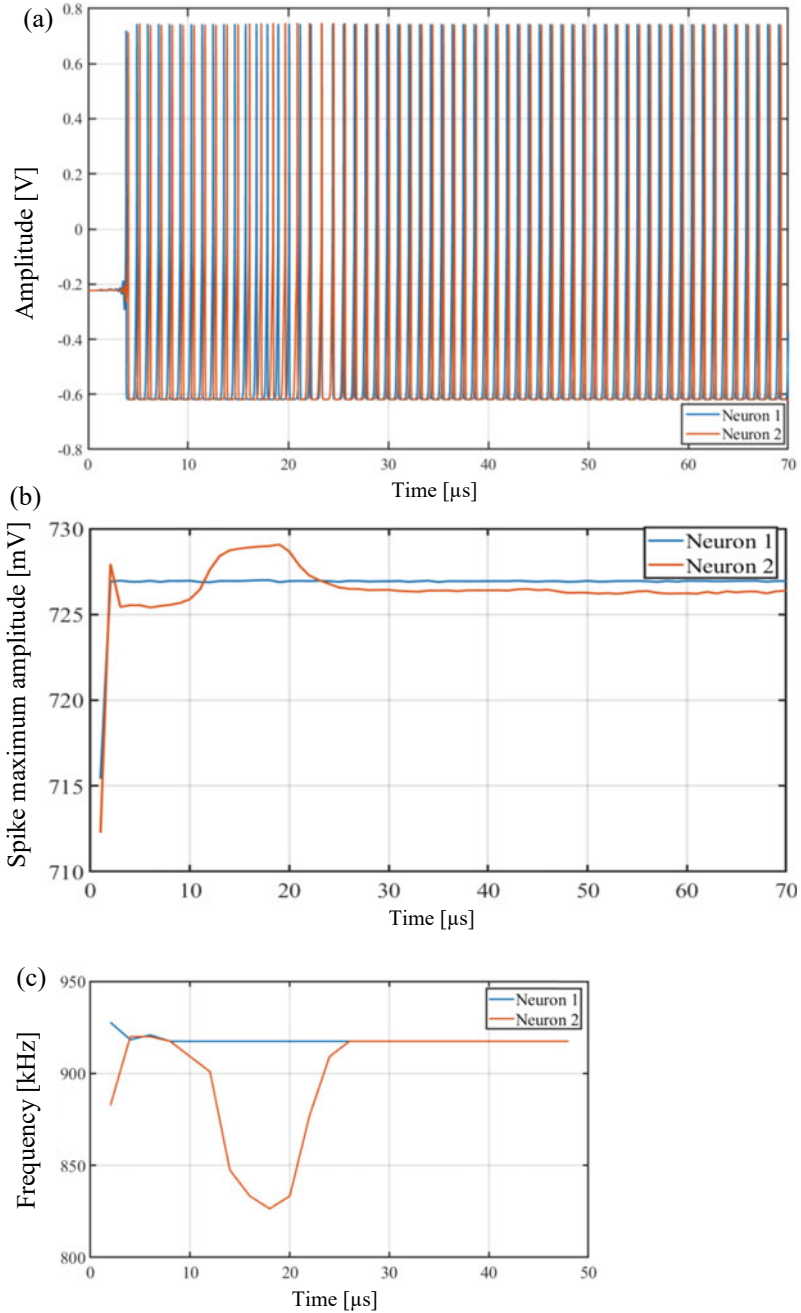 (a)
Amplitude [V]
0.8
0.6
0.4
0.2
0
-0.2
-0.4
-0.6
-0.8
Neuron 1
Neuron 2
0 10 20 30 40 50 60 70
Time [µs]
(b)
Spike maximum amplitude [mV]
730
725
720
715
710
Neuron 1
Neuron 2
0 10 20 30 40 50 60 70
Time [µs]
(c)
Frequency [kHz]
950
900
850
800
Neuron 1
Neuron 2
0 10 20 30 40 50
Time [µs]